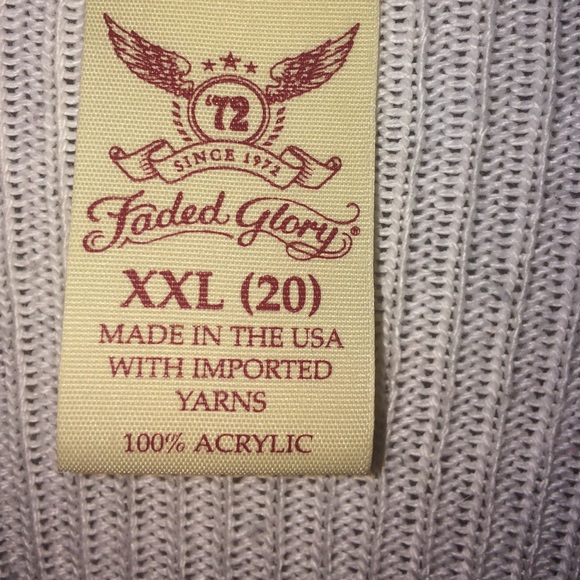 '72
SINCE 1972
Faded Glory®
XXL (20)
MADE IN THE USA
WITH IMPORTED
YARNS
100% ACRYLIC